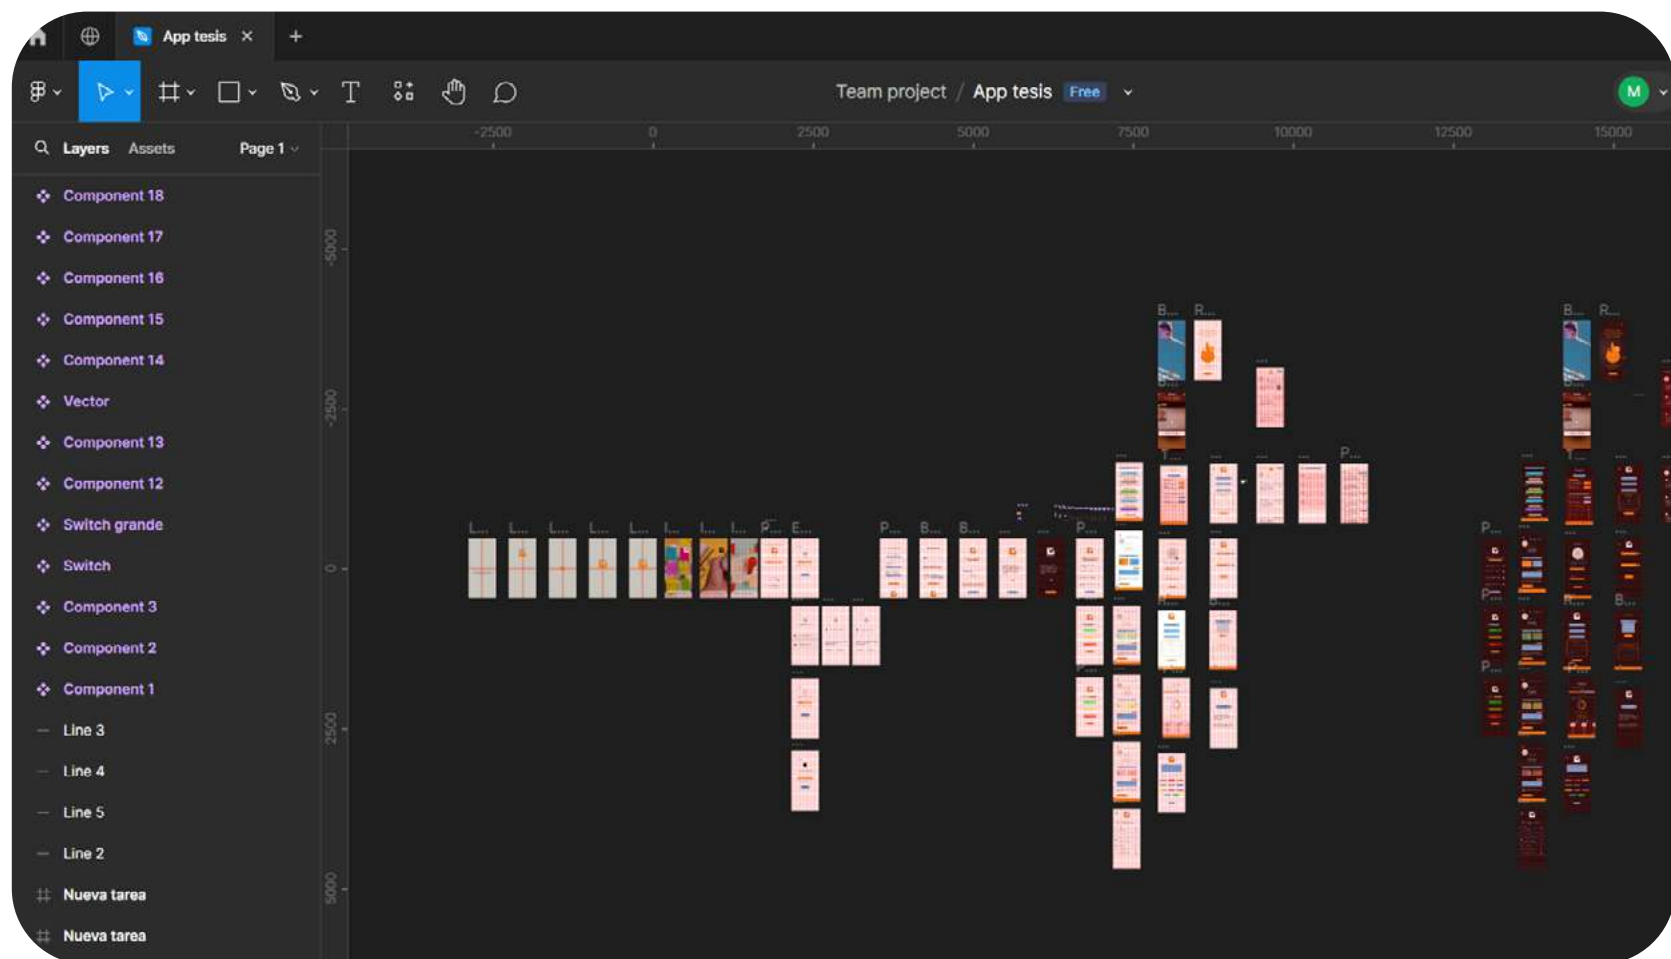 App tesis
Team project / App tesis Free
M
Layers Assets Page 1
-2500 0 2500 5000 7500 10000 12500 15000
Component 18
Component 17
Component 16
Component 15
Component 14
Vector
Component 13
Component 12
Switch grande
Switch
Component 3
Component 2
Component 1
Line 3
Line 4
Line 5
Line 2
Nueva tarea
Nueva tarea
-5000
-2500
0
2500
5000
B... R... B... R...
T... P... T...
L... L... L... L... L... I... I... I... P... E... P... B... B... ... P... P...
P... R... B...
P...